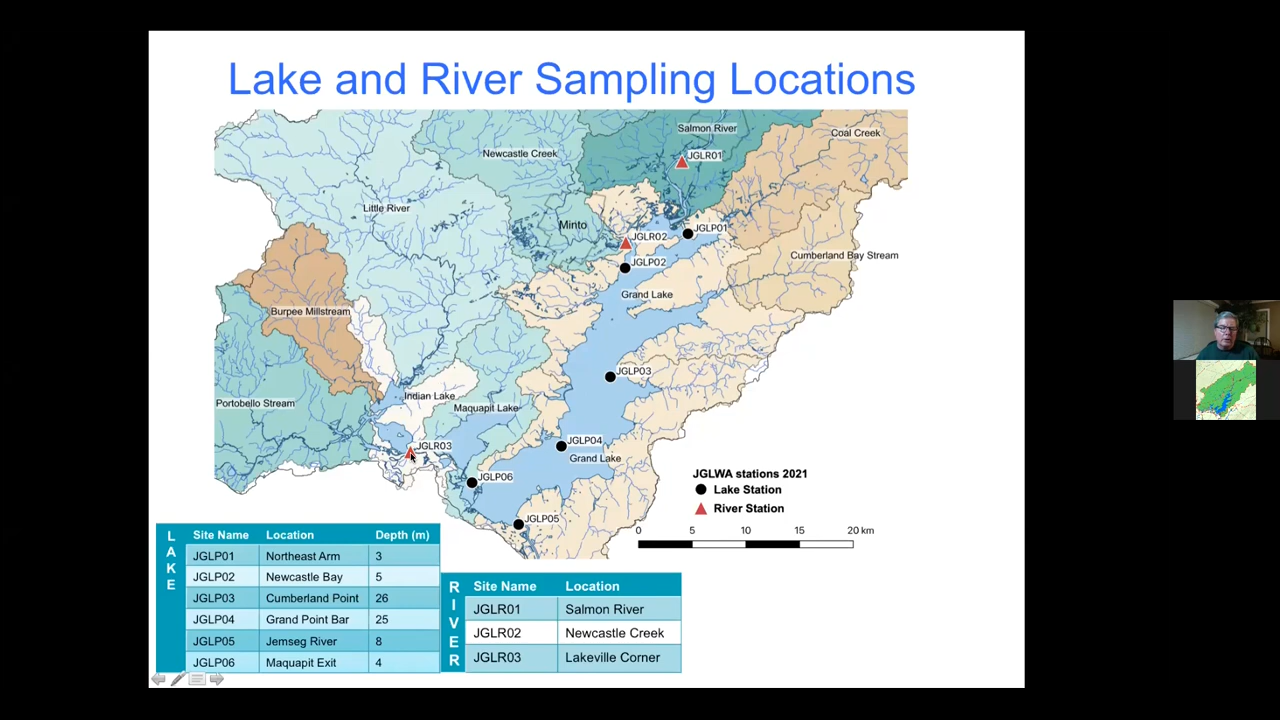 Lake and River Sampling Locations
Salmon River
Coal Creek
Newcastle Creek
JGLR01
Little River
Minto
JGLP01
JGLR02
Cumberland Bay Stream
JGLP02
Grand Lake
Burpee Millstream
JGLP03
Indian Lake
Portobello Stream
Maquapit Lake
JGLR03
JGLP04
Grand Lake
JGLP06
JGLP05
JGLWA stations 2021
Lake Station
River Station
0 5 10 15 20 km
LAKE
Site Name Location Depth (m)
JGLP01 Northeast Arm 3
JGLP02 Newcastle Bay 5
JGLP03 Cumberland Point 26
JGLP04 Grand Point Bar 25
JGLP05 Jemseg River 8
JGLP06 Maquapit Exit 4
RIVER
Site Name Location
JGLR01 Salmon River
JGLR02 Newcastle Creek
JGLR03 Lakeville Corner